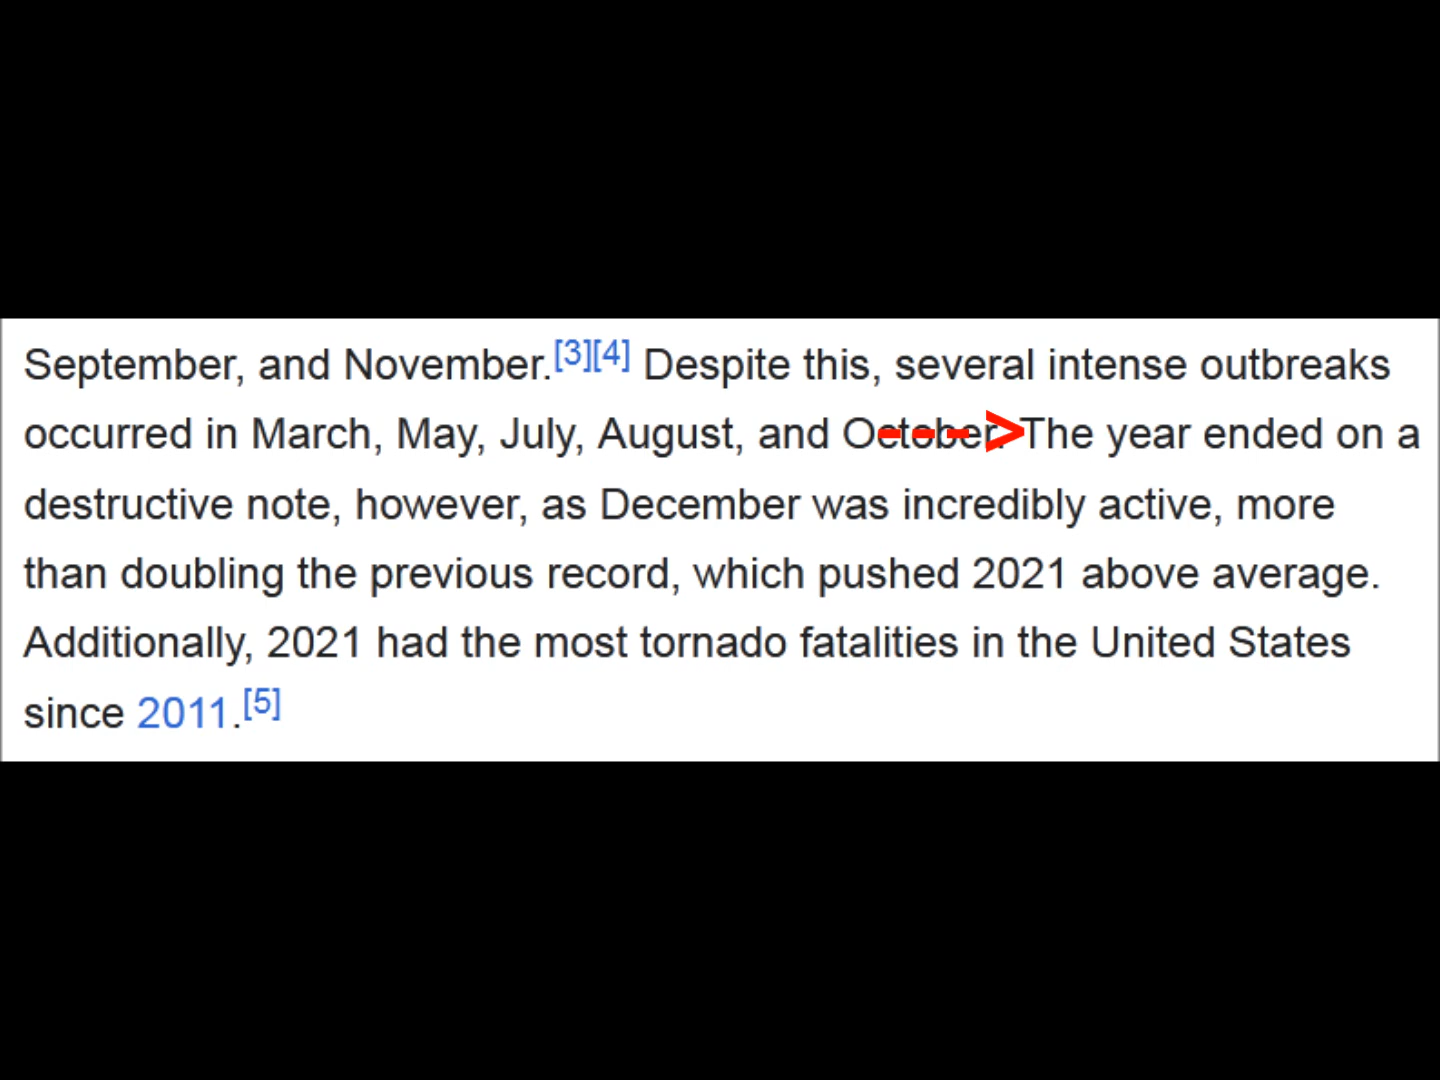 September, and November.[3][4] Despite this, several intense outbreaks
occurred in March, May, July, August, and October. --->The year ended on a
destructive note, however, as December was incredibly active, more
than doubling the previous record, which pushed 2021 above average.
Additionally, 2021 had the most tornado fatalities in the United States
since 2011.[5]